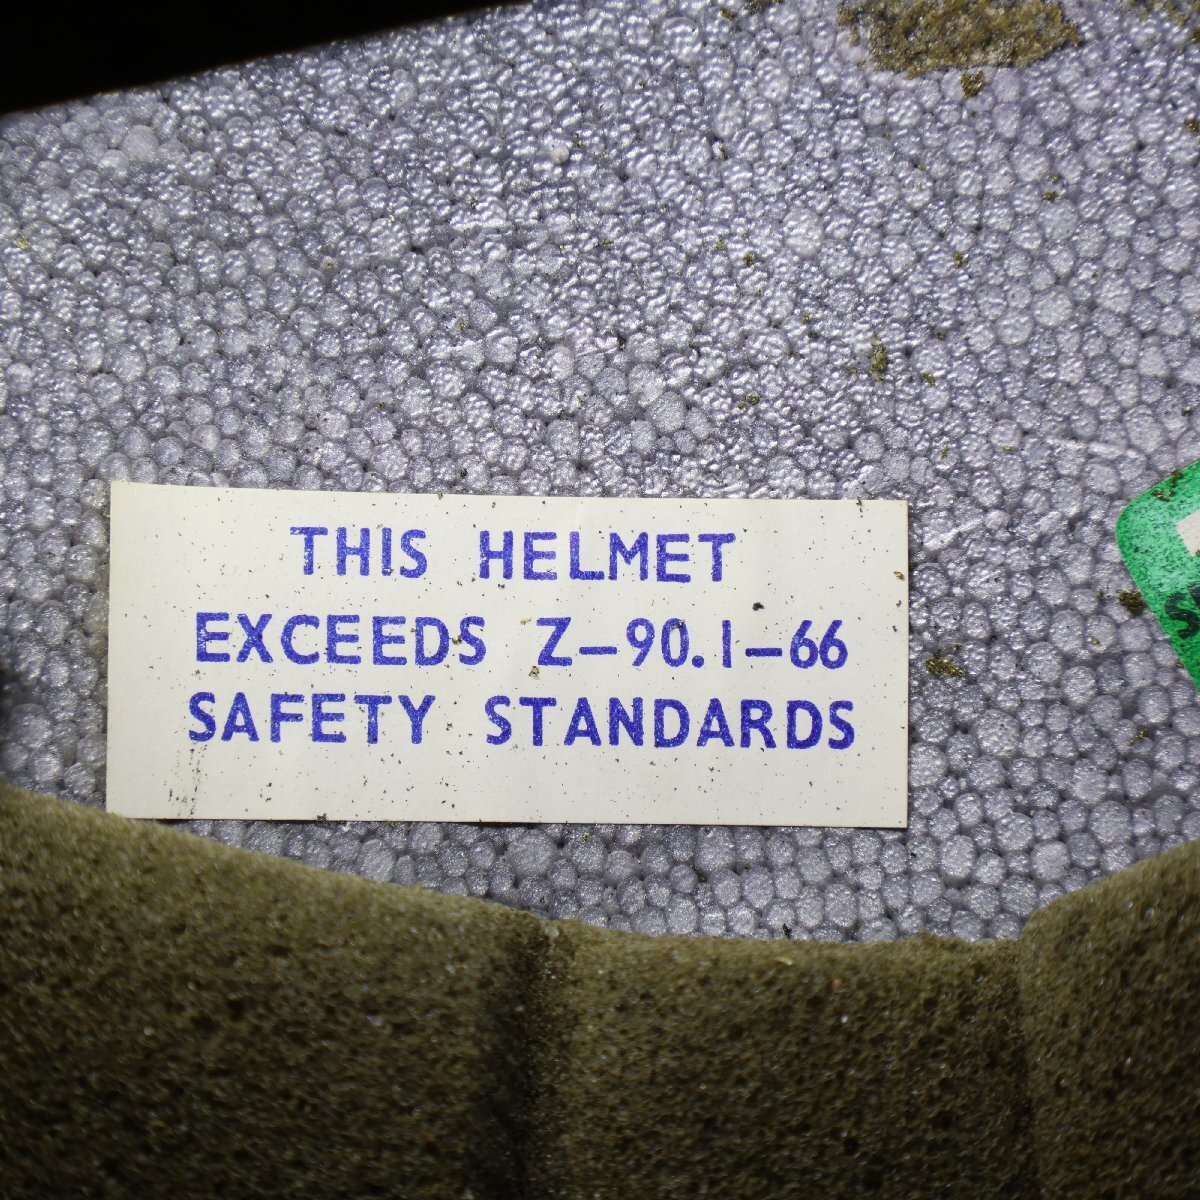 THIS HELMET
EXCEEDS Z-90.1-66
SAFETY STANDARDS